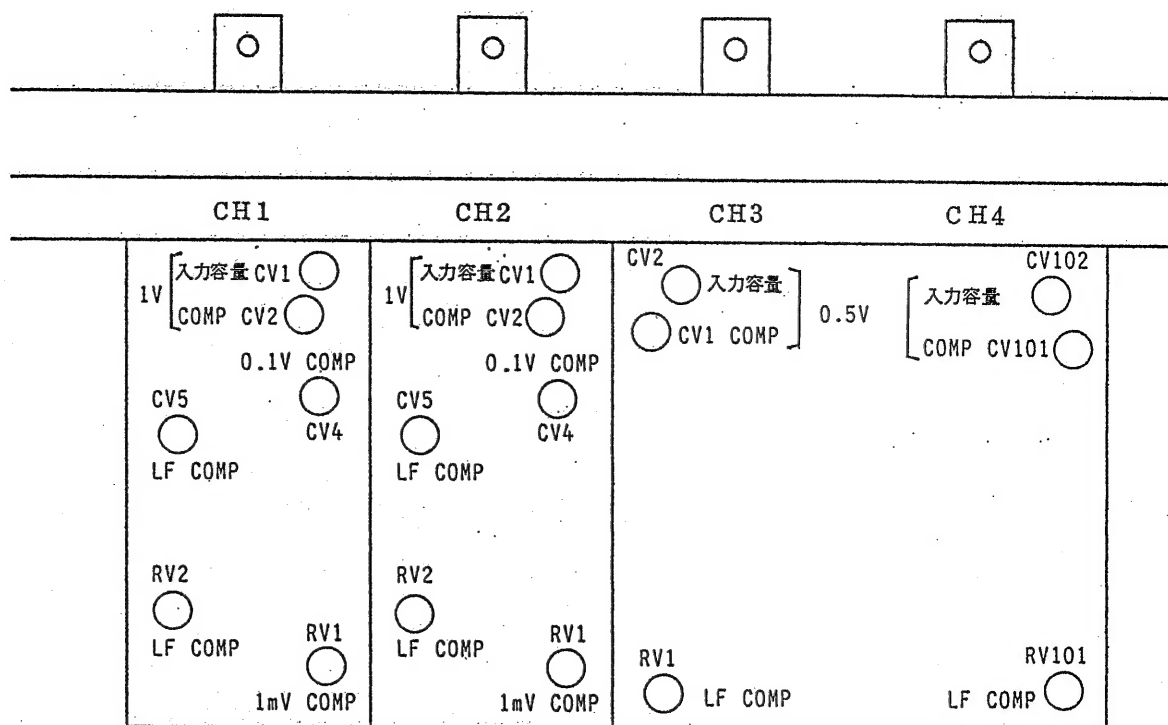 CH1
CH2
CH3
CH4
1V
入力容量 CV1
COMP CV2
0.1V COMP
CV4
CV5
LF COMP
RV2
LF COMP
RV1
1mV COMP
1V
入力容量 CV1
COMP CV2
0.1V COMP
CV4
CV5
LF COMP
RV2
LF COMP
RV1
1mV COMP
CV2
入力容量
CV1 COMP
0.5V
RV1
LF COMP
CV102
入力容量
COMP CV101
RV101
LF COMP